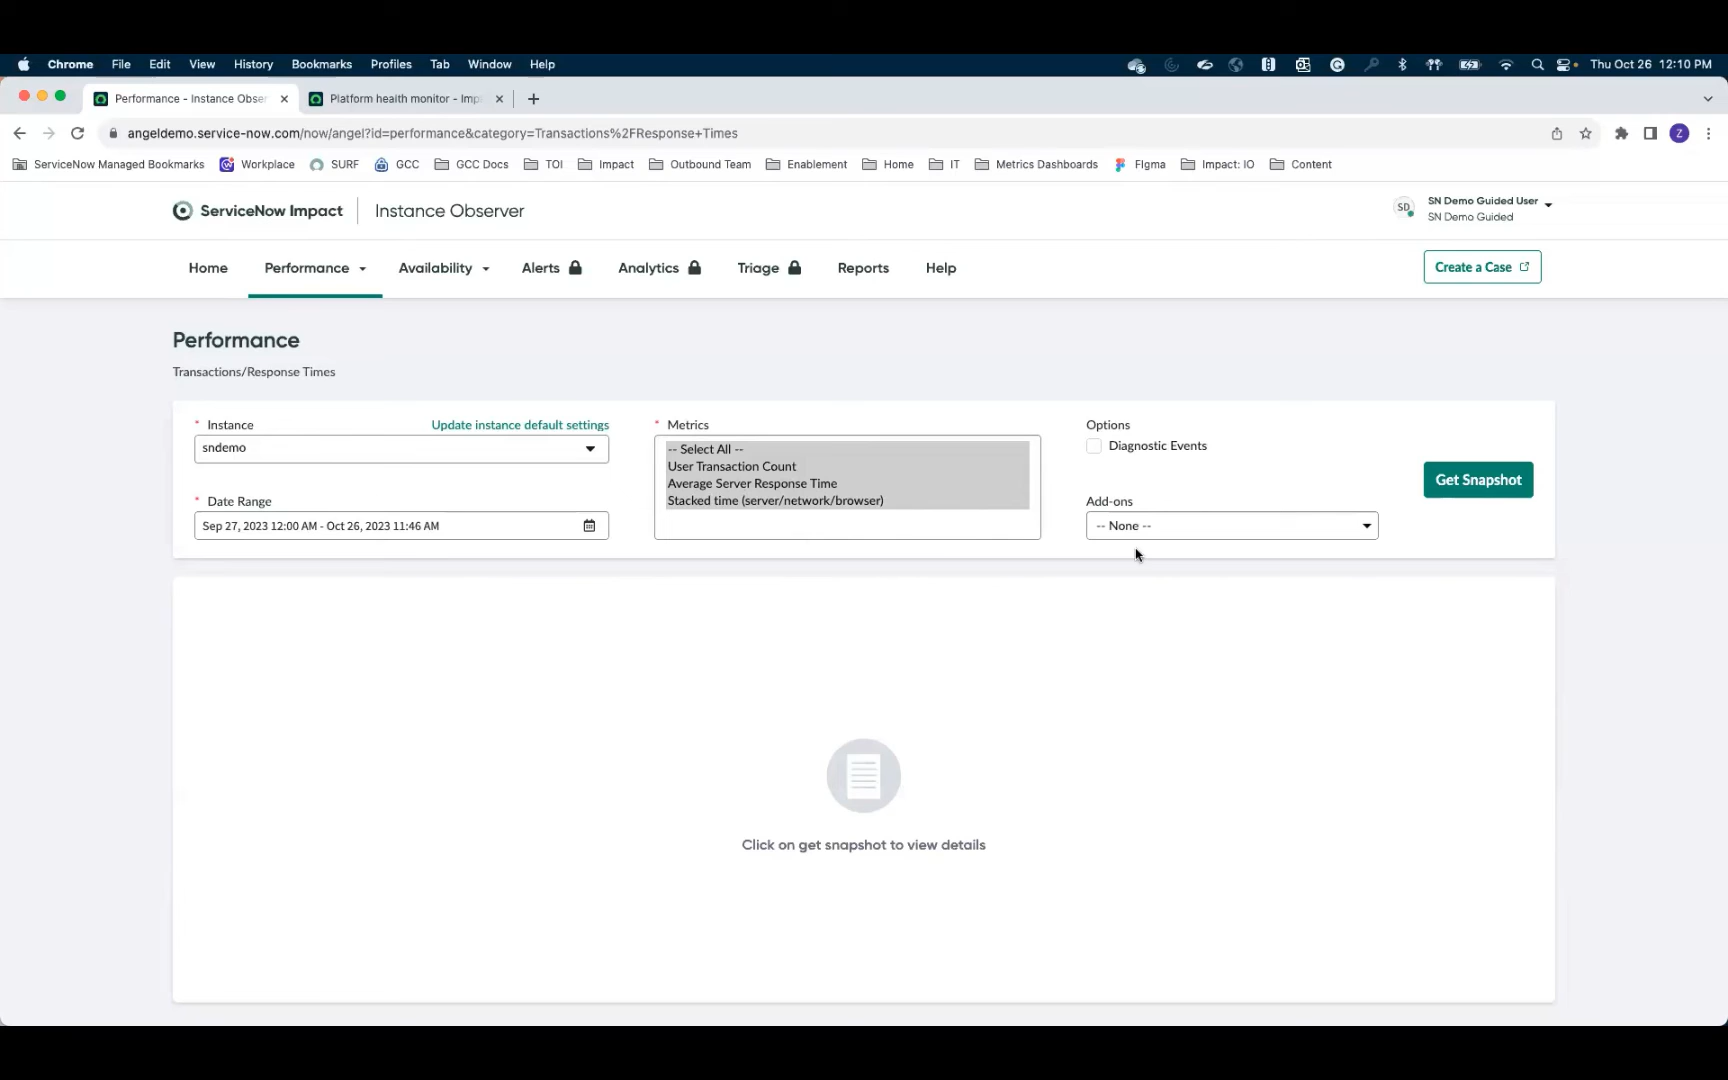 Chrome File Edit View History Bookmarks Profiles Tab Window Help Thu Oct 26 12:10 PM
Performance - Instance Obser Platform health monitor - Imp
angeldemo.service-now.com/now/angel?id=performance&category=Transactions%2FResponse+Times Z
ServiceNow Managed Bookmarks Workplace SURF GCC GCC Docs TOI Impact Outbound Team Enablement Home IT Metrics Dashboards Figma Impact: IO Content
ServiceNow Impact Instance Observer
SD SN Demo Guided User
SN Demo Guided
Home Performance Availability Alerts Analytics Triage Reports Help Create a Case
Performance
Transactions/Response Times
* Instance Update instance default settings
sndemo
* Date Range
Sep 27, 2023 12:00 AM - Oct 26, 2023 11:46 AM
* Metrics
-- Select All --
User Transaction Count
Average Server Response Time
Stacked time (server/network/browser)
Options
Diagnostic Events
Add-ons
-- None --
Get Snapshot
Click on get snapshot to view details